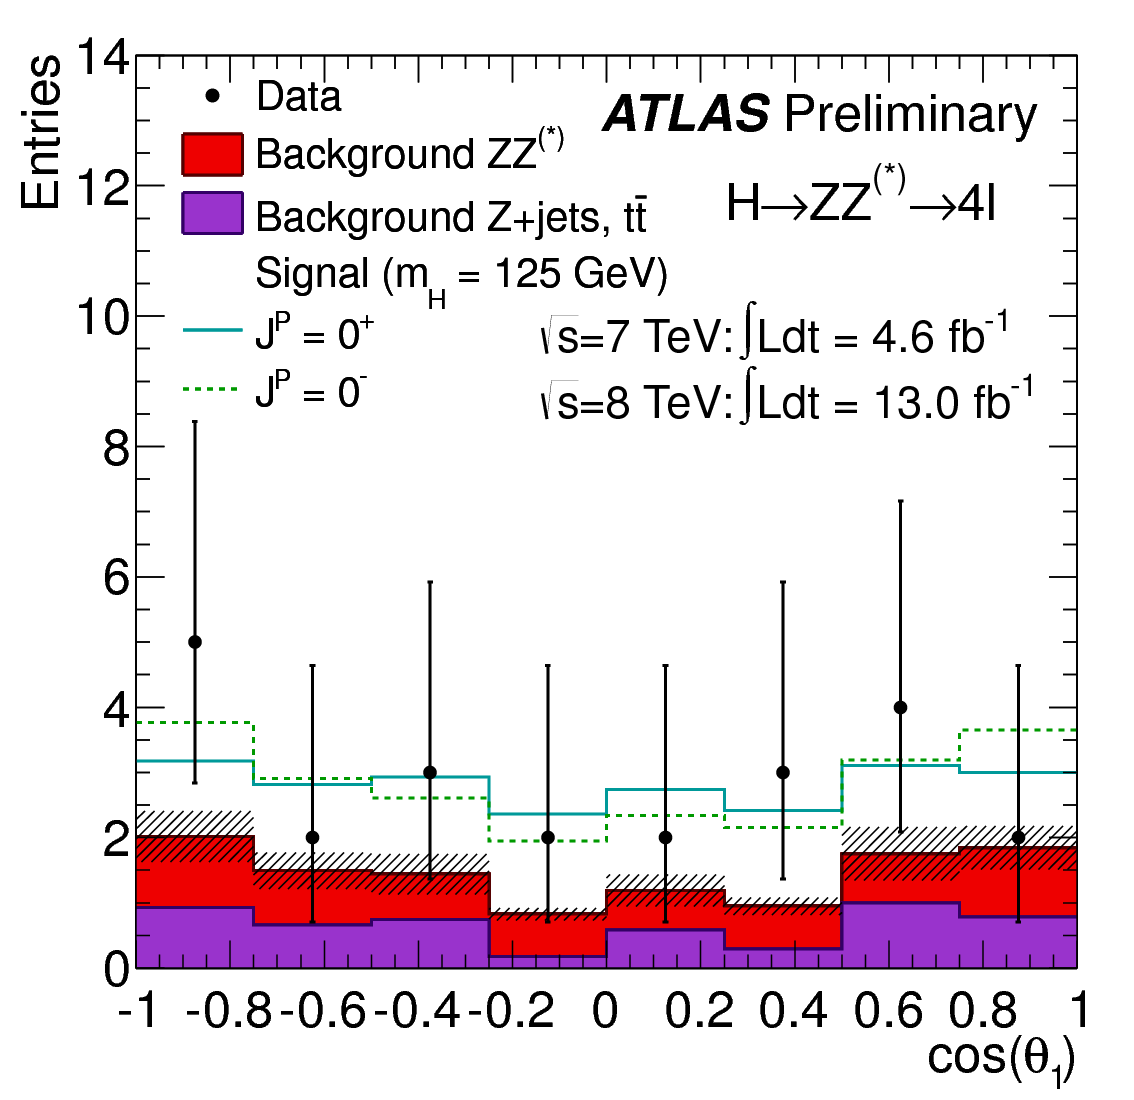 Entries
14
12
10
8
6
4
2
0
Data
Background ZZ(*)
Background Z+jets, tt̄
Signal (mH = 125 GeV)
JP = 0+
JP = 0-
ATLAS Preliminary
H→ZZ(*)→4l
√s=7 TeV:∫Ldt = 4.6 fb-1
√s=8 TeV:∫Ldt = 13.0 fb-1
-1 -0.8 -0.6 -0.4 -0.2 0 0.2 0.4 0.6 0.8 1
cos(θ1)